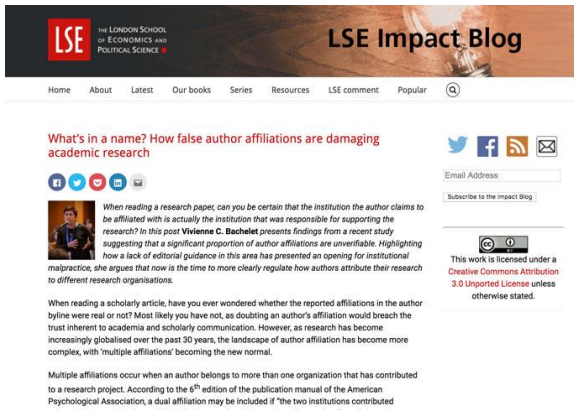 LSE
THE LONDON SCHOOL
OF ECONOMICS AND
POLITICAL SCIENCE
LSE Impact Blog
Home About Latest Our books Series Resources LSE comment Popular
What's in a name? How false author affiliations are damaging
academic research
When reading a research paper, can you be certain that the institution the author claims to
be affiliated with is actually the institution that was responsible for supporting the
research? In this post Vivienne C. Bachelet presents findings from a recent study
suggesting that a significant proportion of author affiliations are unverifiable. Highlighting
how a lack of editorial guidance in this area has presented an opening for institutional
malpractice, she argues that now is the time to more clearly regulate how authors attribute their research
to different research organisations.
When reading a scholarly article, have you ever wondered whether the reported affiliations in the author
byline were real or not? Most likely you have not, as doubting an author's affiliation would breach the
trust inherent to academia and scholarly communication. However, as research has become
increasingly globalised over the past 30 years, the landscape of author affiliation has become more
complex, with 'multiple affiliations' becoming the new normal.
Multiple affiliations occur when an author belongs to more than one organisation that has contributed
to a research project. According to the 6th edition of the publication manual of the American
Psychological Association, a dual affiliation may be included if "the two institutions contributed
Email Address
Subscribe to the Impact Blog
cc
BY
This work is licensed under a
Creative Commons Attribution
3.0 Unported License unless
otherwise stated.